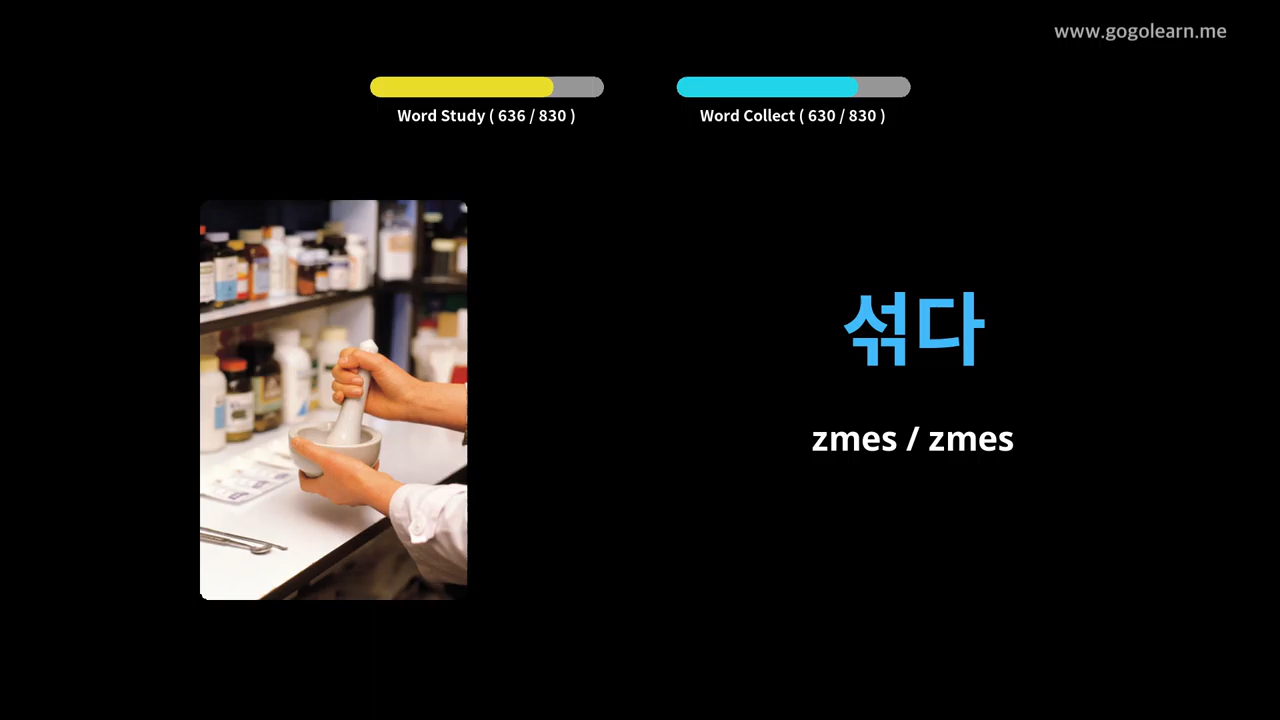 www.gogolearn.me
Word Study ( 636 / 830 )
Word Collect ( 630 / 830 )
섞다
zmes / zmes